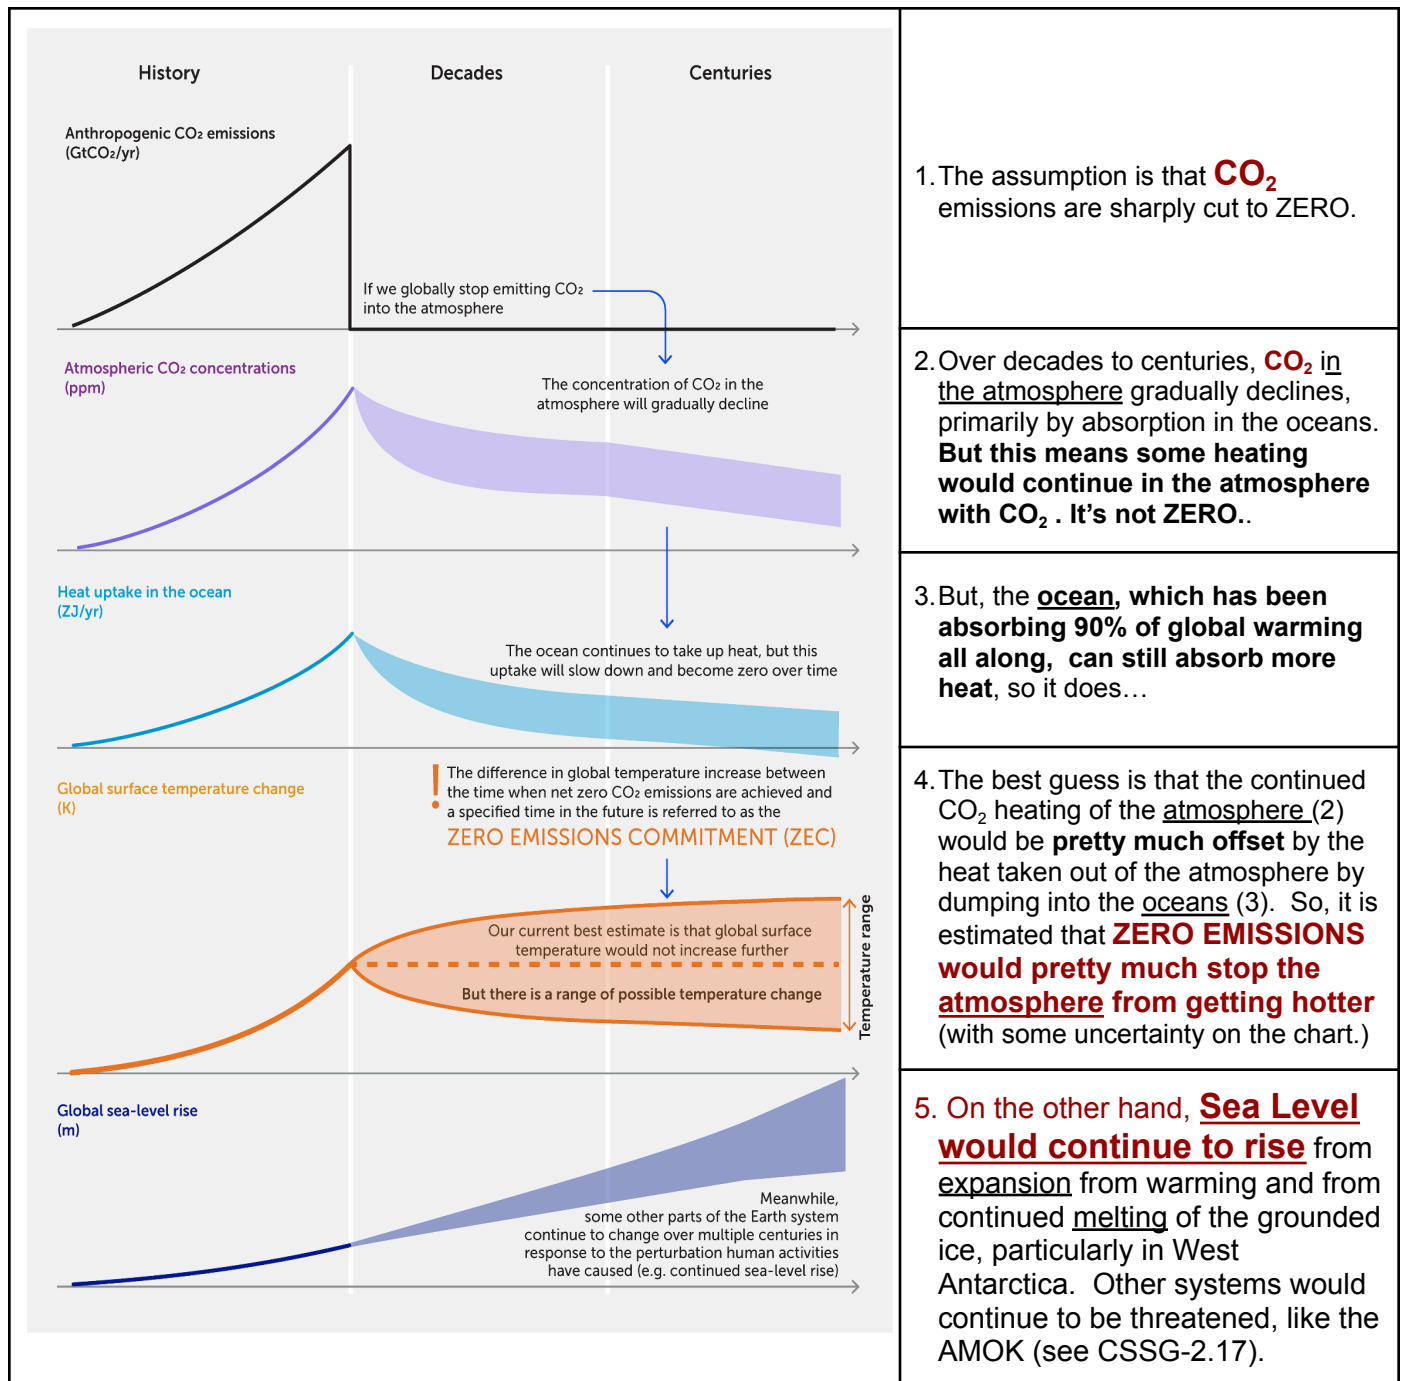 History
Decades
Centuries
Anthropogenic CO₂ emissions
(GtCO₂/yr)
If we globally stop emitting CO₂
into the atmosphere
1. The assumption is that CO₂
emissions are sharply cut to ZERO.
Atmospheric CO₂ concentrations
(ppm)
The concentration of CO₂ in the
atmosphere will gradually decline
2. Over decades to centuries, CO₂ in
the atmosphere gradually declines,
primarily by absorption in the oceans.
But this means some heating
would continue in the atmosphere
with CO₂ . It’s not ZERO..
Heat uptake in the ocean
(ZJ/yr)
The ocean continues to take up heat, but this
uptake will slow down and become zero over time
3. But, the ocean, which has been
absorbing 90% of global warming
all along, can still absorb more
heat, so it does…
Global surface temperature change
(K)
! The difference in global temperature increase between
the time when net zero CO₂ emissions are achieved and
a specified time in the future is referred to as the
ZERO EMISSIONS COMMITMENT (ZEC)
Our current best estimate is that global surface
temperature would not increase further
But there is a range of possible temperature change
Temperature range
4. The best guess is that the continued
CO₂ heating of the atmosphere (2)
would be pretty much offset by the
heat taken out of the atmosphere by
dumping into the oceans (3). So, it is
estimated that ZERO EMISSIONS
would pretty much stop the
atmosphere from getting hotter
(with some uncertainty on the chart.)
Global sea-level rise
(m)
Meanwhile,
some other parts of the Earth system
continue to change over multiple centuries in
response to the perturbation human activities
have caused (e.g. continued sea-level rise)
5. On the other hand, Sea Level
would continue to rise from
expansion from warming and from
continued melting of the grounded
ice, particularly in West
Antarctica. Other systems would
continue to be threatened, like the
AMOK (see CSSG-2.17).